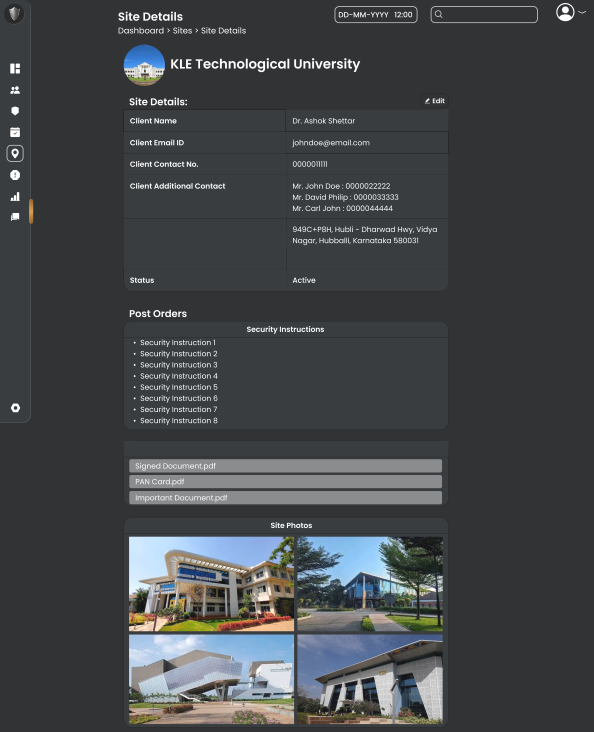 Site Details
DD-MM-YYYY 12:00
Dashboard > Sites > Site Details
KLE Technological University
Site Details:
Edit
Client Name
Dr. Ashok Shettar
Client Email ID
johndoe@email.com
Client Contact No.
0000011111
Client Additional Contact
Mr. John Doe : 0000022222
Mr. David Philip : 0000033333
Mr. Carl John : 0000044444
949C+P8H, Hubli - Dharwad Hwy, Vidya
Nagar, Hubballi, Karnataka 580031
Status
Active
Post Orders
Security Instructions
• Security Instruction 1
• Security Instruction 2
• Security Instruction 3
• Security Instruction 4
• Security Instruction 5
• Security Instruction 6
• Security Instruction 7
• Security Instruction 8
Signed Document.pdf
PAN Card.pdf
Important Document.pdf
Site Photos